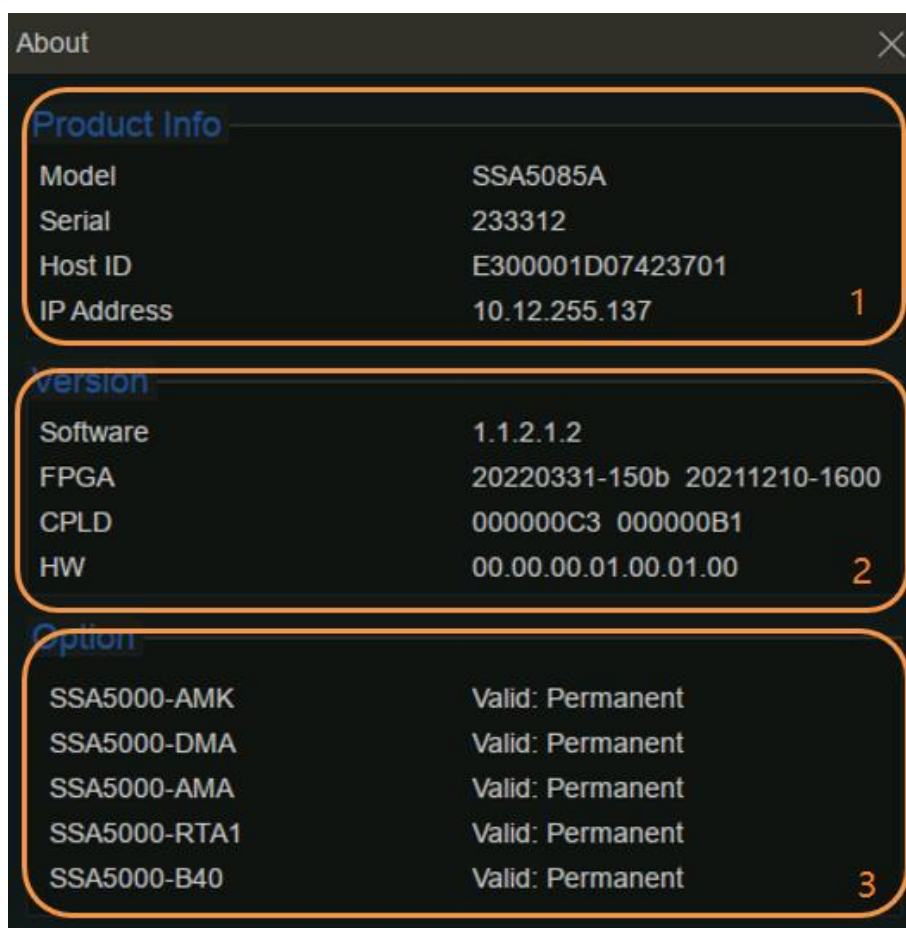 About
Product Info
Model SSA5085A
Serial 233312
Host ID E300001D07423701
IP Address 10.12.255.137
1
Version
Software 1.1.2.1.2
FPGA 20220331-150b 20211210-1600
CPLD 000000C3 000000B1
HW 00.00.00.01.00.01.00
2
Option
SSA5000-AMK Valid: Permanent
SSA5000-DMA Valid: Permanent
SSA5000-AMA Valid: Permanent
SSA5000-RTA1 Valid: Permanent
SSA5000-B40 Valid: Permanent
3